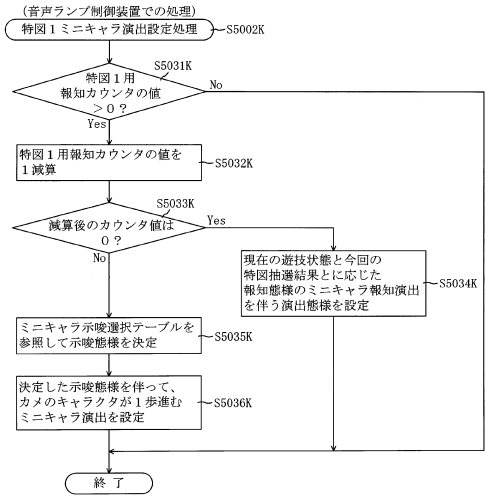 （音声ランプ制御装置での処理）
特図１ミニキャラ演出設定処理
S5002K
S5031K
特図１用
報知カウンタの値
＞０？
No
Yes
特図１用報知カウンタの値を
１減算
S5032K
S5033K
減算後のカウンタ値は
０？
Yes
No
現在の遊技状態と今回の
特図抽選結果とに応じた
報知態様のミニキャラ報知演出
を伴う演出態様を設定
S5034K
ミニキャラ示唆選択テーブルを
参照して示唆態様を決定
S5035K
決定した示唆態様を伴って、
カメのキャラクタが１歩進む
ミニキャラ演出を設定
S5036K
終了